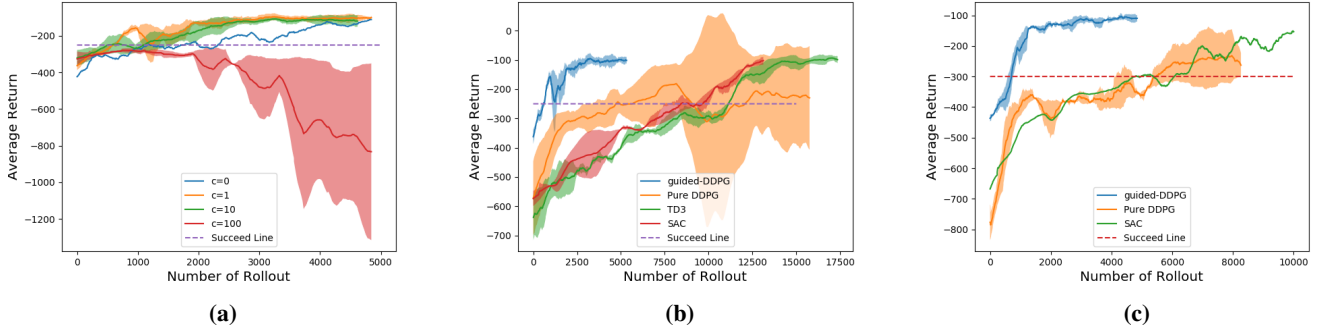 −200
−400
−600
−800
−1000
−1200
Average Return
0
1000
2000
3000
4000
5000
Number of Rollout
c=0
c=1
c=10
c=100
Succeed Line
(a)
0
−100
−200
−300
−400
−500
−600
−700
Average Return
0
2500
5000
7500
10000
12500
15000
17500
Number of Rollout
guided-DDPG
Pure DDPG
TD3
SAC
Succeed Line
(b)
−100
−200
−300
−400
−500
−600
−700
−800
Average Return
0
2000
4000
6000
8000
10000
Number of Rollout
guided-DDPG
Pure DDPG
SAC
Succeed Line
(c)